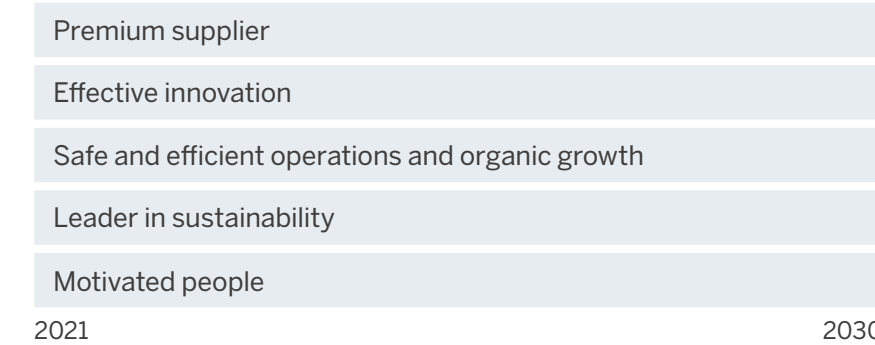 Premium supplier
Effective innovation
Safe and efficient operations and organic growth
Leader in sustainability
Motivated people
2021 2030